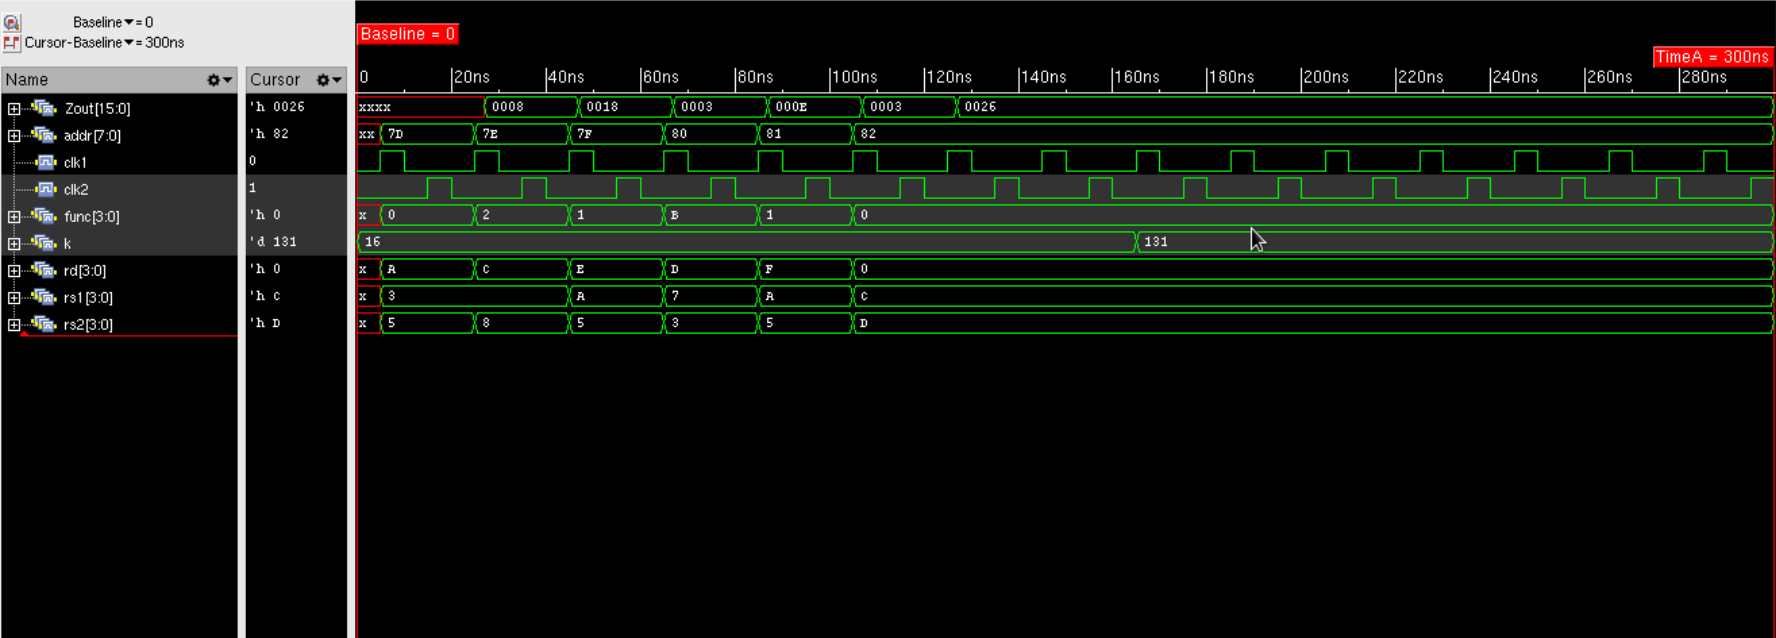 Baseline▼= 0
Cursor-Baseline▼= 300ns
Baseline = 0
TimeA = 300ns
Name Cursor 0 20ns 40ns 60ns 80ns 100ns 120ns 140ns 160ns 180ns 200ns 220ns 240ns 260ns 280ns
Zout[15:0] 'h 0026 xxxx 0008 0018 0003 000E 0003 0026
addr[7:0] 'h 82 xx 7D 7E 7F 80 81 82
clk1 0
clk2 1
func[3:0] 'h 0 x 0 2 1 B 1 0
k 'd 131 16 131
rd[3:0] 'h 0 x A C E D F 0
rs1[3:0] 'h C x 3 A 7 A C
rs2[3:0] 'h D x 5 8 5 3 5 D